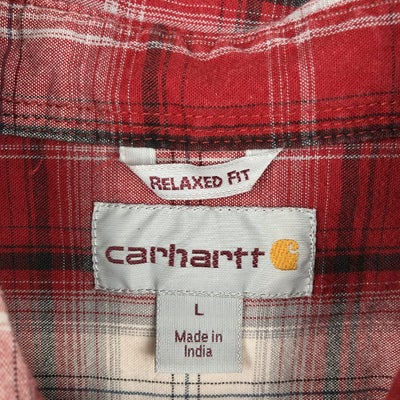 RELAXED FIT
carhartt
L
Made in
India